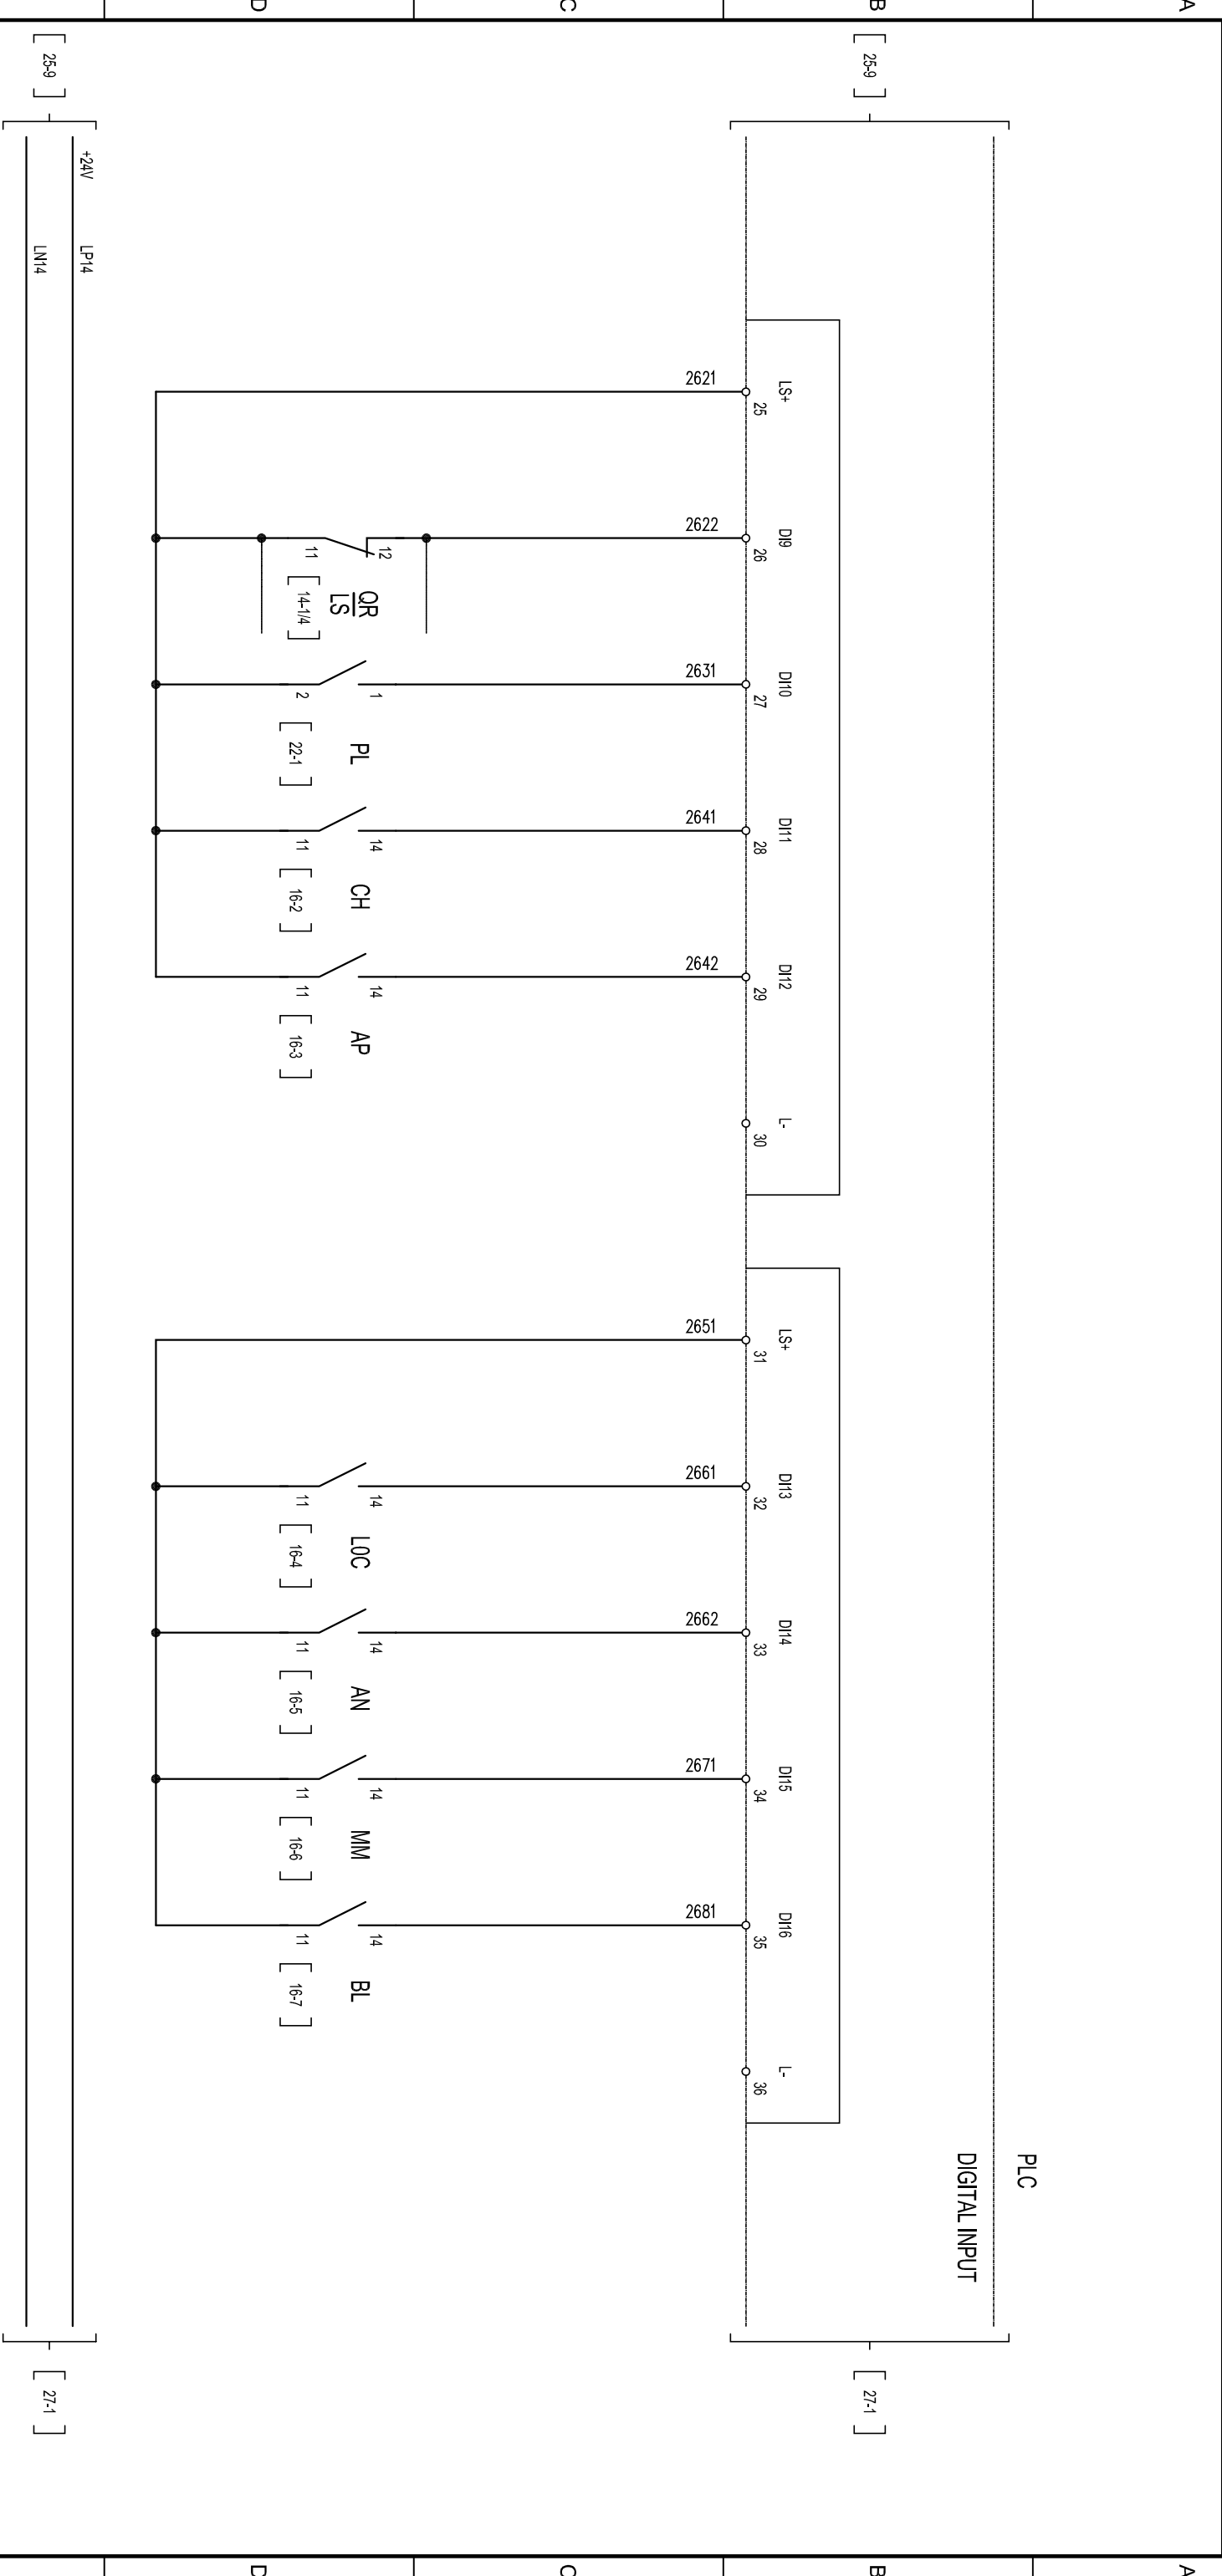 D
C
B
A
[ 25-9 ]
[ 25-9 ]
+24V
LP14
LN14
PLC
DIGITAL INPUT
LS+
25
2621
DI9
26
2622
12
11
QR
LS
[ 14-1/4 ]
DI10
27
2631
1
2
PL
[ 22-1 ]
DI11
28
2641
14
11
CH
[ 16-2 ]
DI12
29
2642
14
11
AP
[ 16-3 ]
L-
30
LS+
31
2651
DI13
32
2661
14
11
LOC
[ 16-4 ]
DI14
33
2662
14
11
AN
[ 16-5 ]
DI15
34
2671
14
11
MM
[ 16-6 ]
DI16
35
2681
14
11
BL
[ 16-7 ]
L-
36
[ 27-1 ]
[ 27-1 ]
D
C
B
A